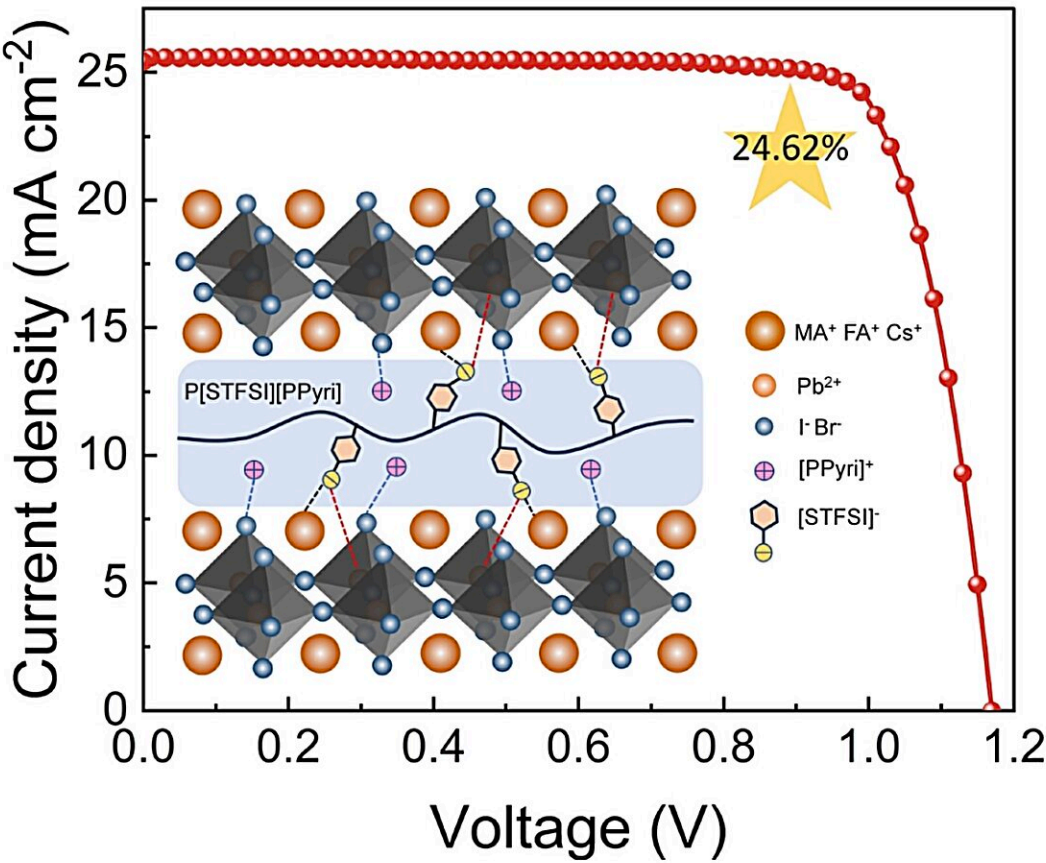 Current density (mA cm⁻²)
25
20
15
10
5
0
0.0 0.2 0.4 0.6 0.8 1.0 1.2
Voltage (V)
24.62%
P[STFSI][PPyri]
MA⁺ FA⁺ Cs⁺
Pb²⁺
I⁻ Br⁻
[PPyri]⁺
[STFSI]⁻